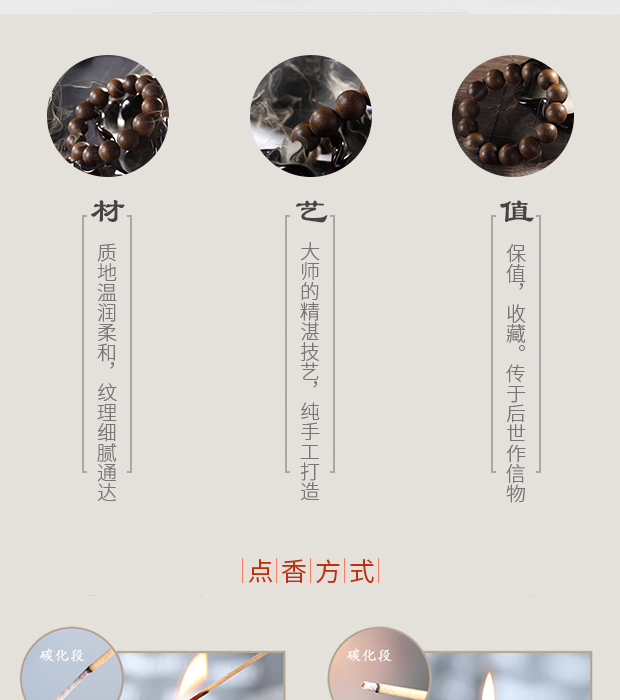 材
质地温润柔和，纹理细腻通达
艺
大师的精湛技艺，纯手工打造
值
保值，收藏。传于后世作信物
点香方式
碳化段
碳化段